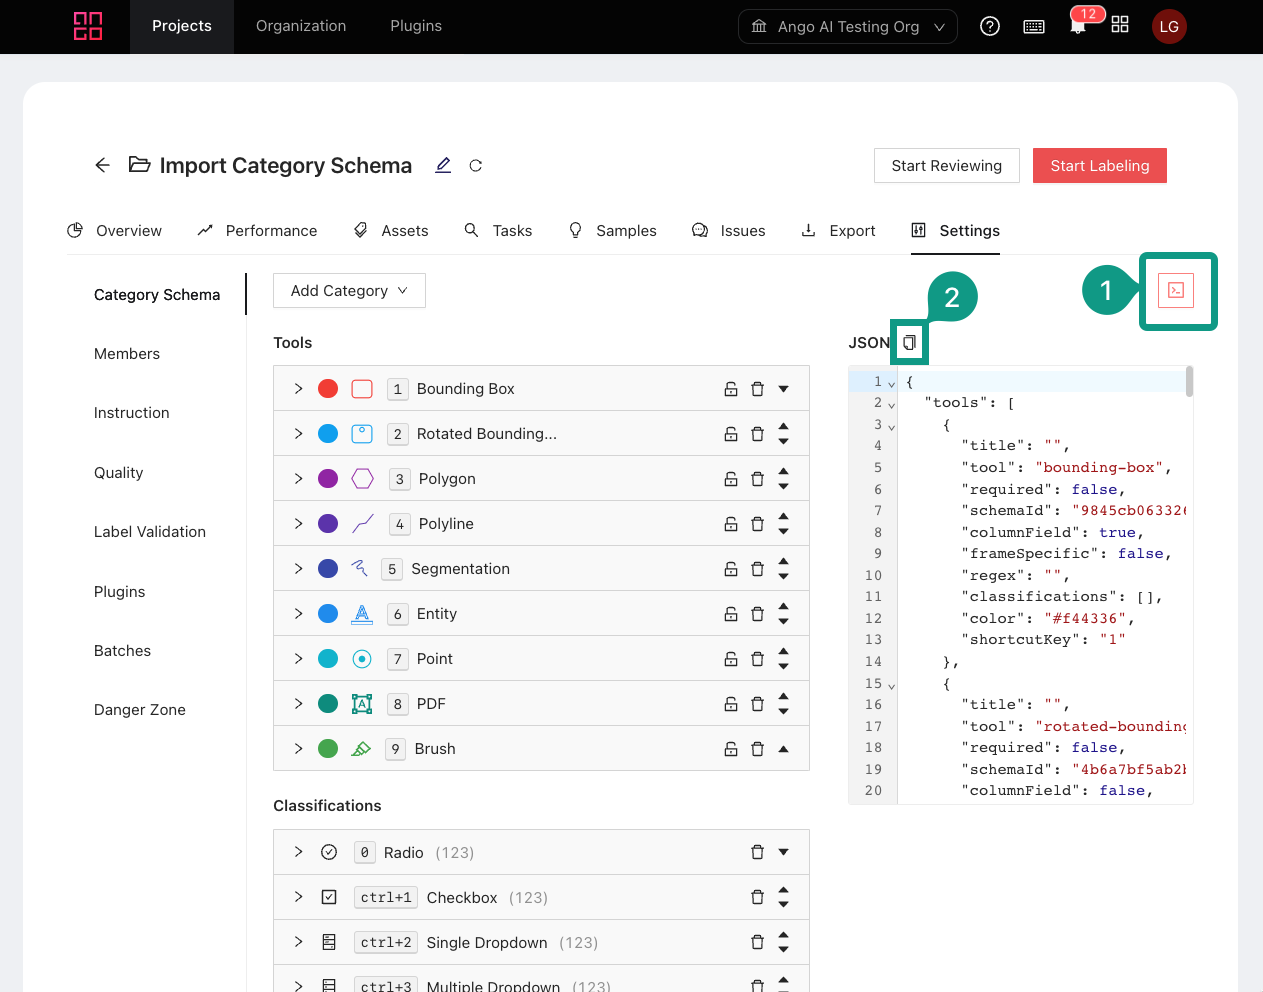 Projects
Organization
Plugins
Ango AI Testing Org
12
LG
Import Category Schema
Start Reviewing
Start Labeling
Overview
Performance
Assets
Tasks
Samples
Issues
Export
Settings
Category Schema
Members
Instruction
Quality
Label Validation
Plugins
Batches
Danger Zone
Add Category
1
2
Tools
1 Bounding Box
2 Rotated Bounding...
3 Polygon
4 Polyline
5 Segmentation
6 Entity
7 Point
8 PDF
9 Brush
Classifications
0 Radio (123)
ctrl+1 Checkbox (123)
ctrl+2 Single Dropdown (123)
ctrl+3 Multiple Dropdown (123)
JSON
1 {
2 "tools": [
3 {
4 "title": "",
5 "tool": "bounding-box",
6 "required": false,
7 "schemaId": "9845cb063326
8 "columnField": true,
9 "frameSpecific": false,
10 "regex": "",
11 "classifications": [],
12 "color": "#f44336",
13 "shortcutKey": "1"
14 },
15 {
16 "title": "",
17 "tool": "rotated-bounding
18 "required": false,
19 "schemaId": "4b6a7bf5ab2b
20 "columnField": false,